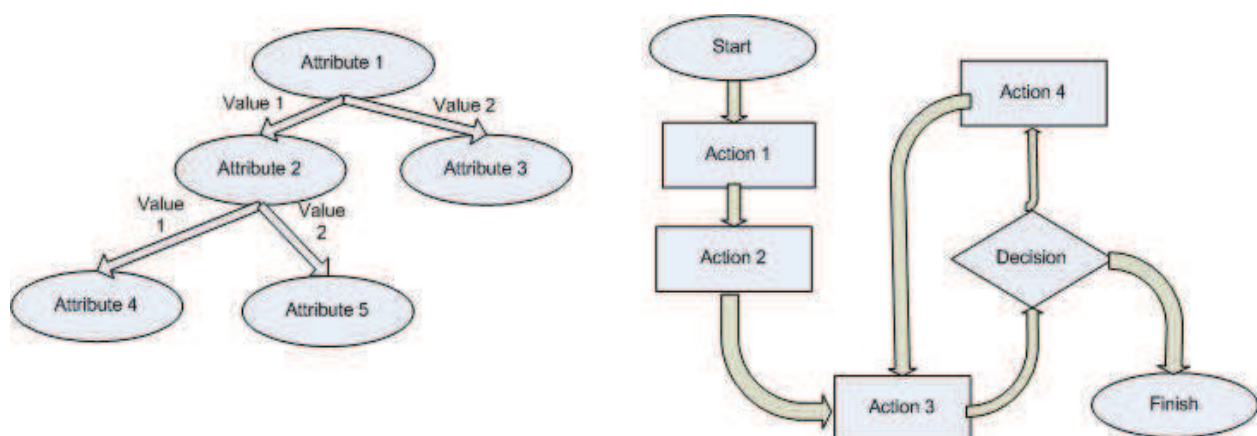 Attribute 1
Value 1
Value 2
Attribute 2
Attribute 3
Value
1
Value
2
Attribute 4
Attribute 5
Start
Action 1
Action 2
Action 3
Action 4
Decision
Finish